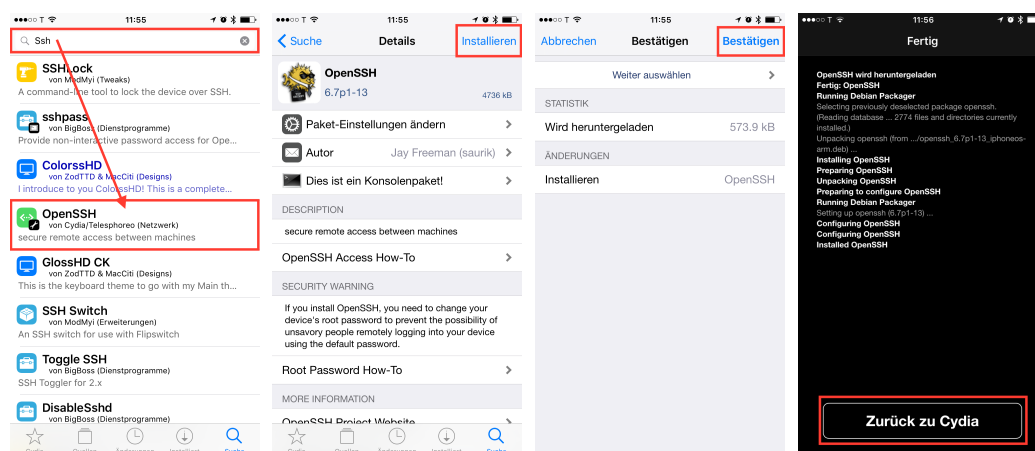 T 11:55
Ssh
SSHLock
von ModMyi (Tweaks)
A command-line tool to lock the device over SSH.
sshpass
von BigBoss (Dienstprogramme)
Provide non-interactive password access for Ope...
ColorssHD
von ZodTTD & MacCiti (Designs)
I introduce to you ColorssHD! This is a complete...
OpenSSH
von Cydia/Telesphoreo (Netzwerk)
secure remote access between machines
GlossHD CK
von ZodTTD & MacCiti (Designs)
This is the keyboard theme to go with my Main th...
SSH Switch
von ModMyi (Erweiterungen)
An SSH switch for use with Flipswitch
Toggle SSH
von BigBoss (Dienstprogramme)
SSH Toggler for 2.x
DisableSshd
von BigBoss (Dienstprogramme)
Cydia Quellen Änderungen Installiert Suche
T 11:55
Suche Details Installieren
OpenSSH
6.7p1-13 4736 kB
Paket-Einstellungen ändern
Autor Jay Freeman (saurik)
Dies ist ein Konsolenpaket!
DESCRIPTION
secure remote access between machines
OpenSSH Access How-To
SECURITY WARNING
If you install OpenSSH, you need to change your
device's root password to prevent the possibility of
unsavory people remotely logging into your device
using the default password.
Root Password How-To
MORE INFORMATION
OpenSSH Project Website
Cydia Quellen Änderungen Installiert Suche
T 11:55
Abbrechen Bestätigen Bestätigen
Weiter auswählen
STATISTIK
Wird heruntergeladen 573.9 kB
ÄNDERUNGEN
Installieren OpenSSH
T 11:56
Fertig
OpenSSH wird heruntergeladen
Fertig: OpenSSH
Running Debian Packager
Selecting previously deselected package openssh.
(Reading database ... 2774 files and directories currently
installed.)
Unpacking openssh (from .../openssh_6.7p1-13_iphoneos-
arm.deb) ...
Installing OpenSSH
Preparing OpenSSH
Unpacking OpenSSH
Preparing to configure OpenSSH
Running Debian Packager
Setting up openssh (6.7p1-13) ...
Configuring OpenSSH
Configuring OpenSSH
Installed OpenSSH
Zurück zu Cydia